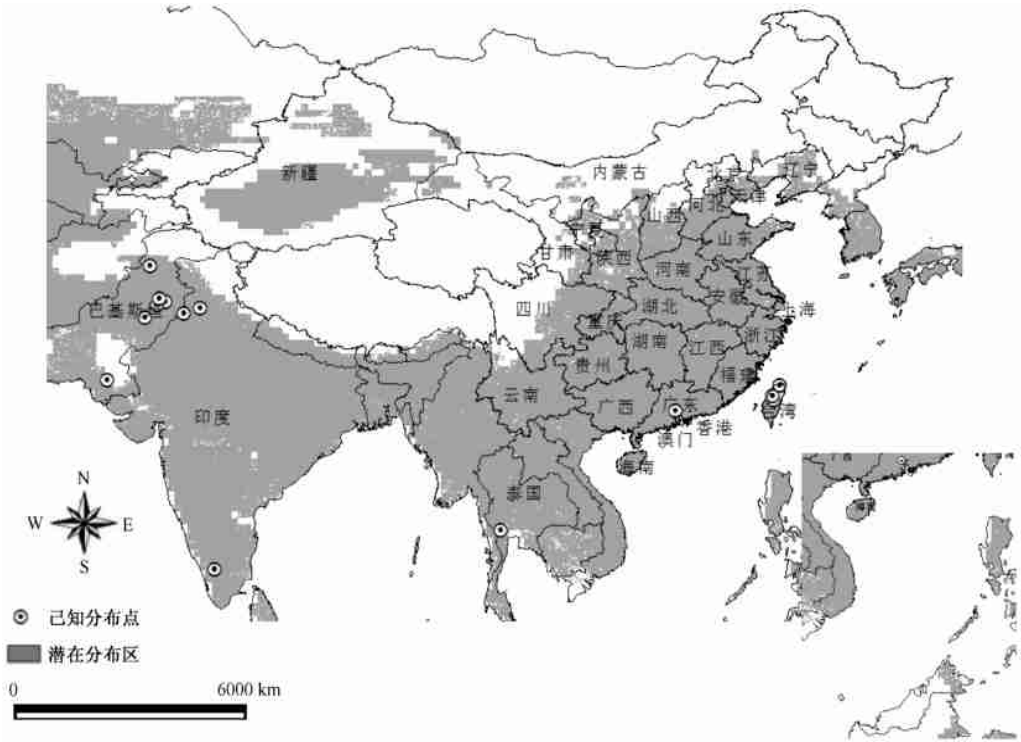 新疆
内蒙古
北京
辽宁
天津
河北
山西
宁夏
山东
甘肃
陕西
河南
江苏
安徽
巴基斯坦
四川
湖北
上海
重庆
浙江
湖南
江西
贵州
福建
云南
印度
广西
广东
台湾
香港
澳门
海南
泰国
N
W
E
S
己知分布点
潜在分布区
0
6000 km